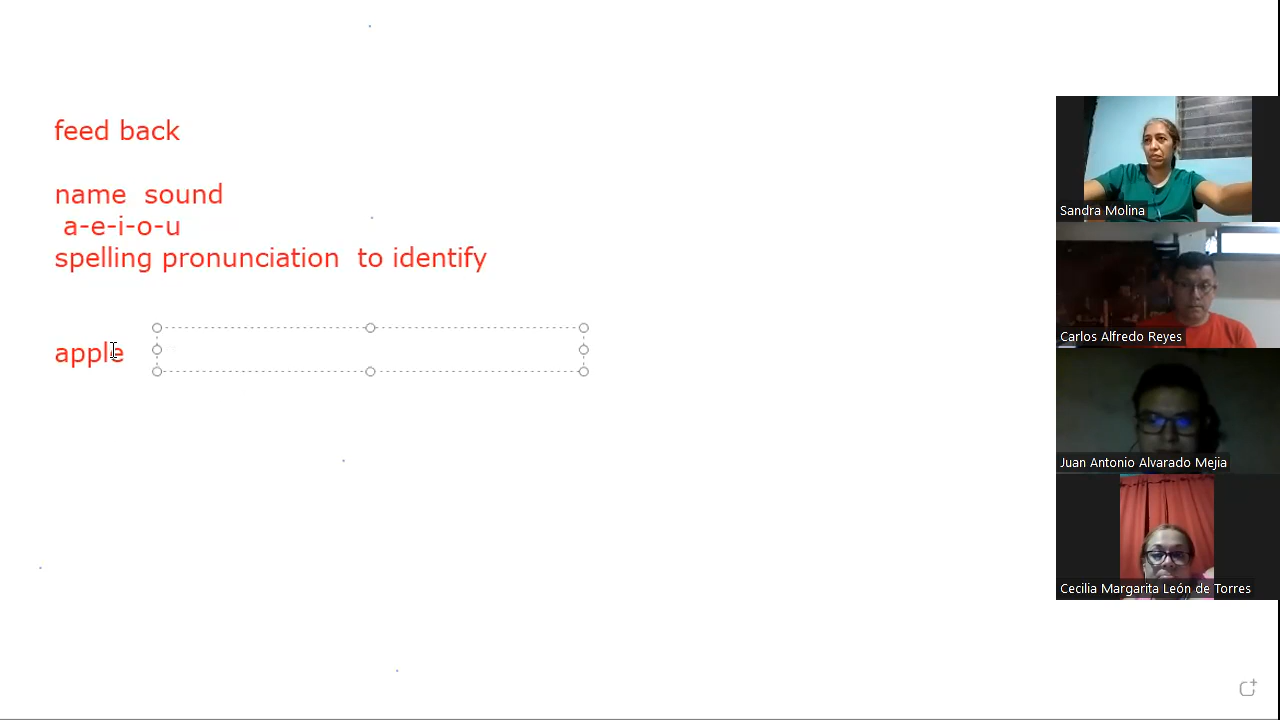 feed back
name  sound
a-e-i-o-u
spelling pronunciation  to identify
apple
Sandra Molina
Carlos Alfredo Reyes
Juan Antonio Alvarado Mejia
Cecilia Margarita León de Torres